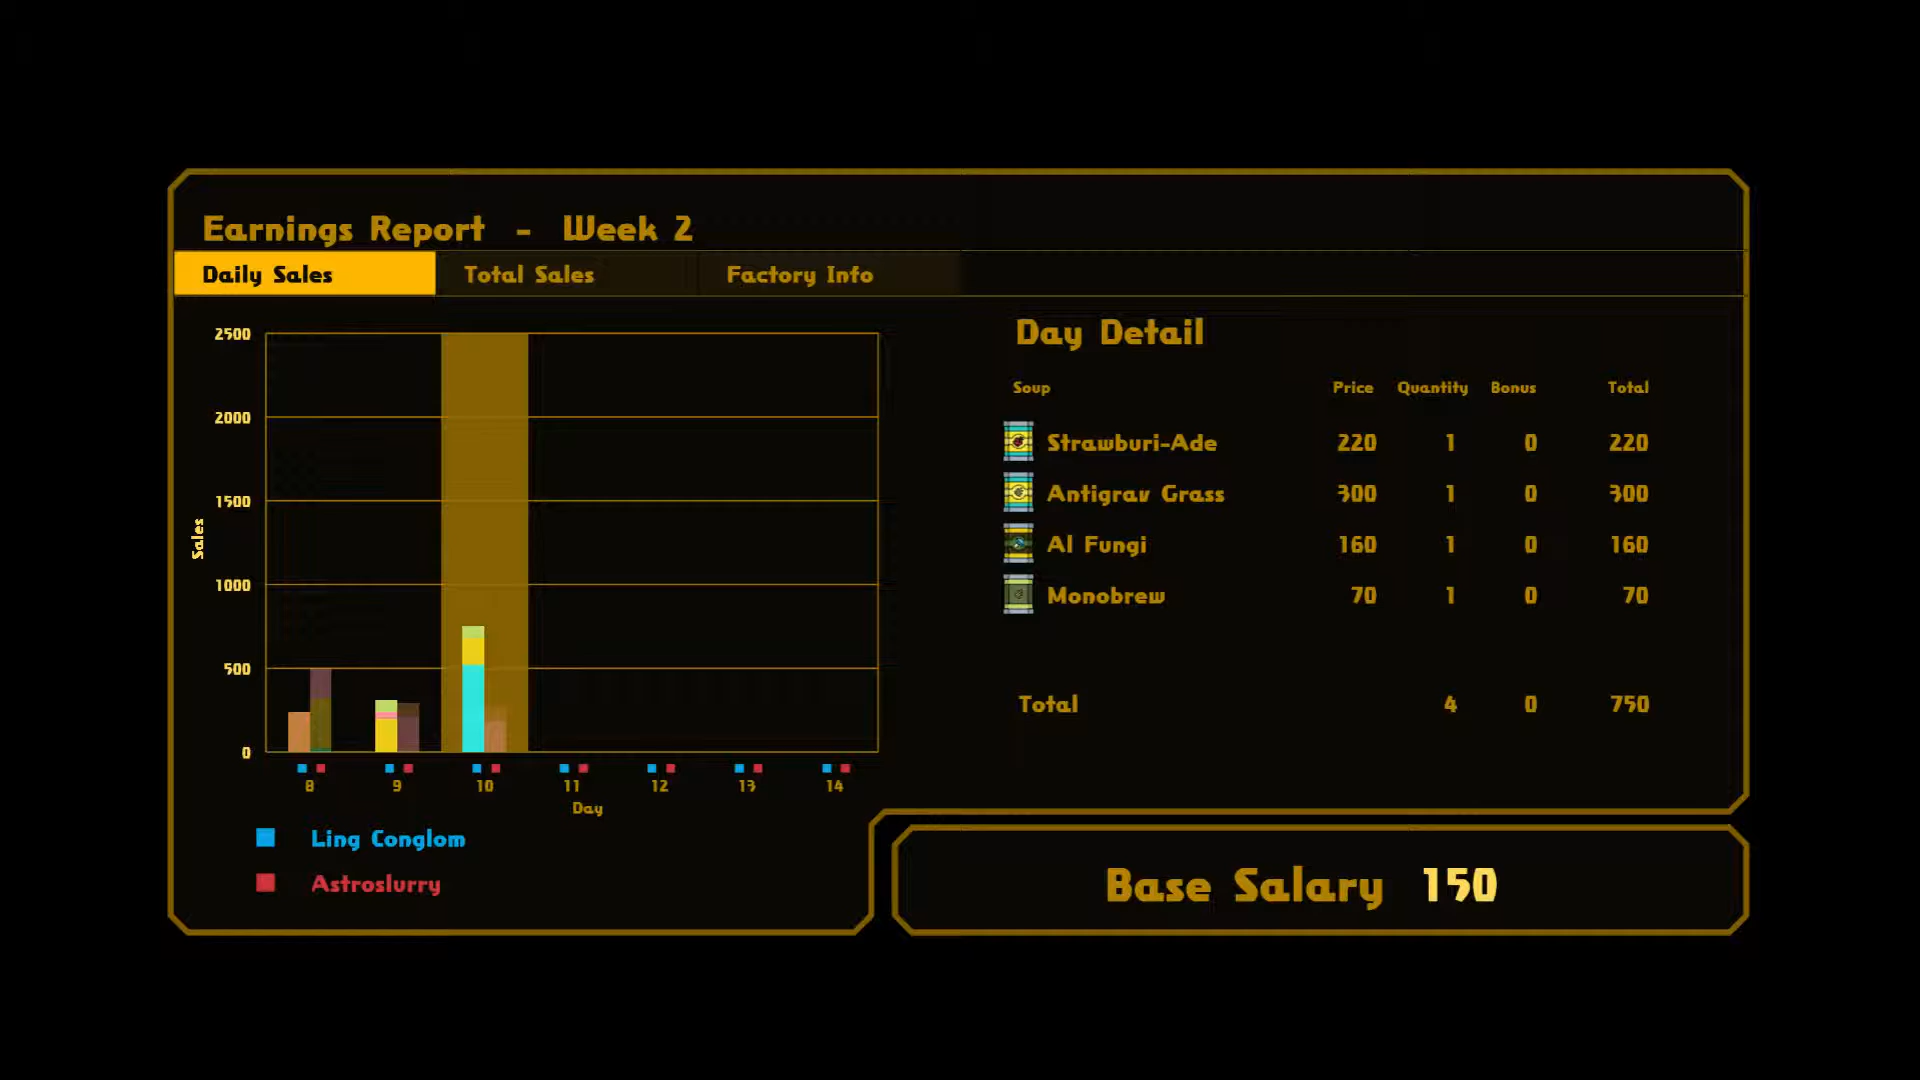 Earnings Report - Week 2
Daily Sales
Total Sales
Factory Info
2500
2000
1500
1000
500
0
Sales
8 9 10 11 12 13 14
Day
Ling Conglom
Astroslurry
Day Detail
Soup Price Quantity Bonus Total
Strawburi-Ade 220 1 0 220
Antigrav Grass 300 1 0 300
Al Fungi 160 1 0 160
Monobrew 70 1 0 70
Total 4 0 750
Base Salary 150